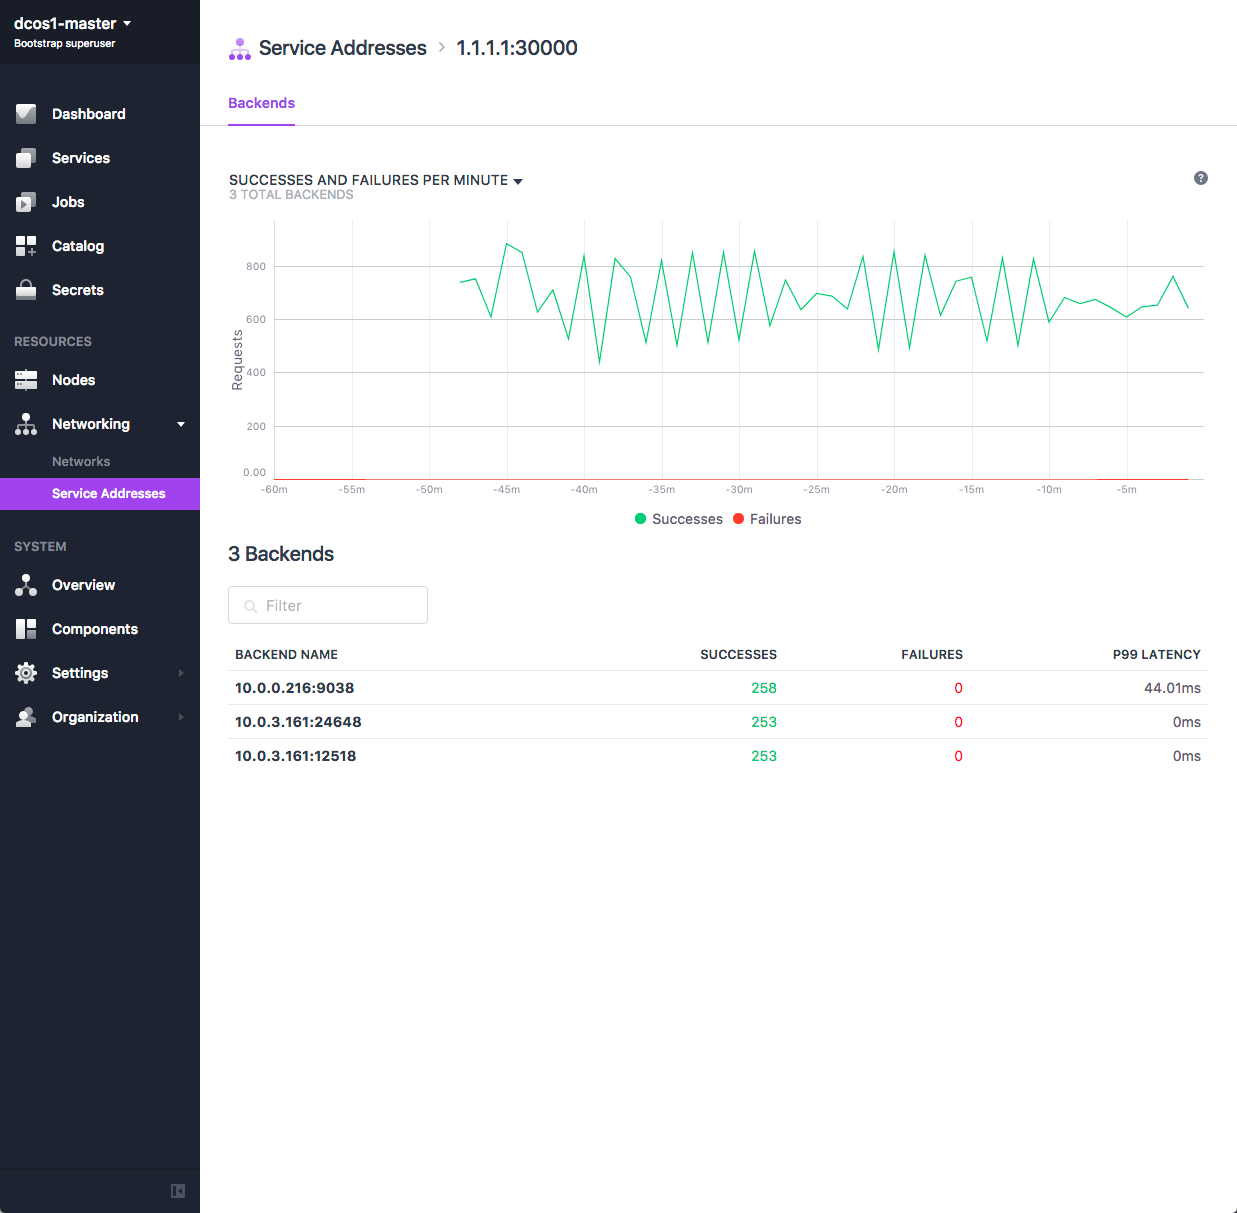 dcos1-master
Bootstrap superuser
Dashboard
Services
Jobs
Catalog
Secrets
RESOURCES
Nodes
Networking
Networks
Service Addresses
SYSTEM
Overview
Components
Settings
Organization
Service Addresses > 1.1.1.1:30000
Backends
SUCCESSES AND FAILURES PER MINUTE
3 TOTAL BACKENDS
?
Requests
800
600
400
200
0.00
-60m -55m -50m -45m -40m -35m -30m -25m -20m -15m -10m -5m
Successes Failures
3 Backends
Filter
BACKEND NAME SUCCESSES FAILURES P99 LATENCY
10.0.0.216:9038 258 0 44.01ms
10.0.3.161:24648 253 0 0ms
10.0.3.161:12518 253 0 0ms